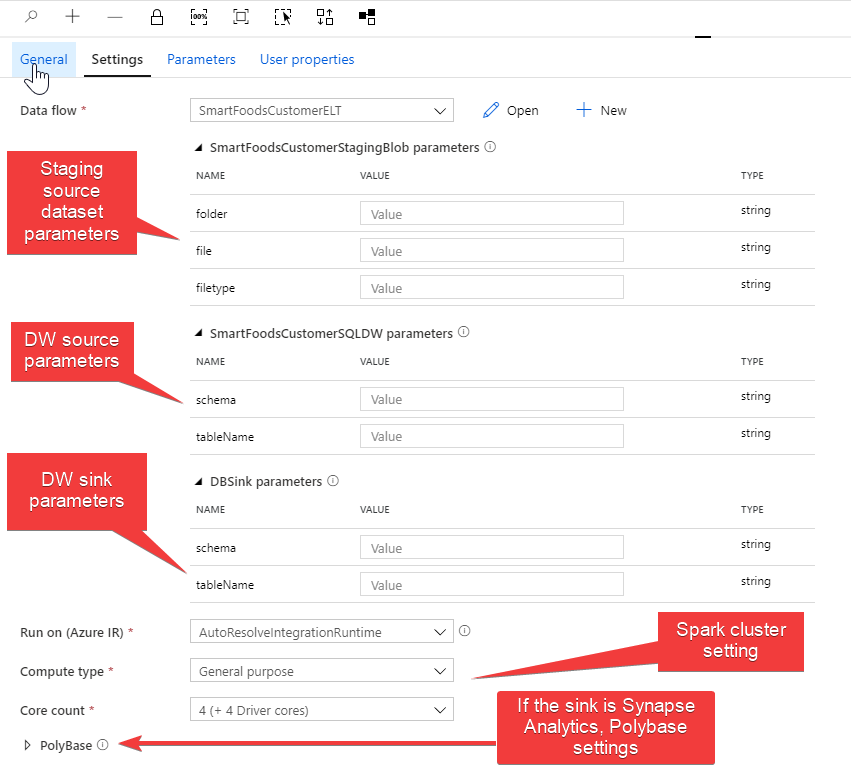 100%
General Settings Parameters User properties
Data flow * SmartFoodsCustomerELT Open New
SmartFoodsCustomerStagingBlob parameters
NAME VALUE TYPE
folder Value string
file Value string
filetype Value string
Staging
source
dataset
parameters
SmartFoodsCustomerSQLDW parameters
NAME VALUE TYPE
schema Value string
tableName Value string
DW source
parameters
DBSink parameters
NAME VALUE TYPE
schema Value string
tableName Value string
DW sink
parameters
Run on (Azure IR) * AutoResolveIntegrationRuntime
Compute type * General purpose
Core count * 4 (+ 4 Driver cores)
PolyBase
Spark cluster
setting
If the sink is Synapse
Analytics, Polybase
settings